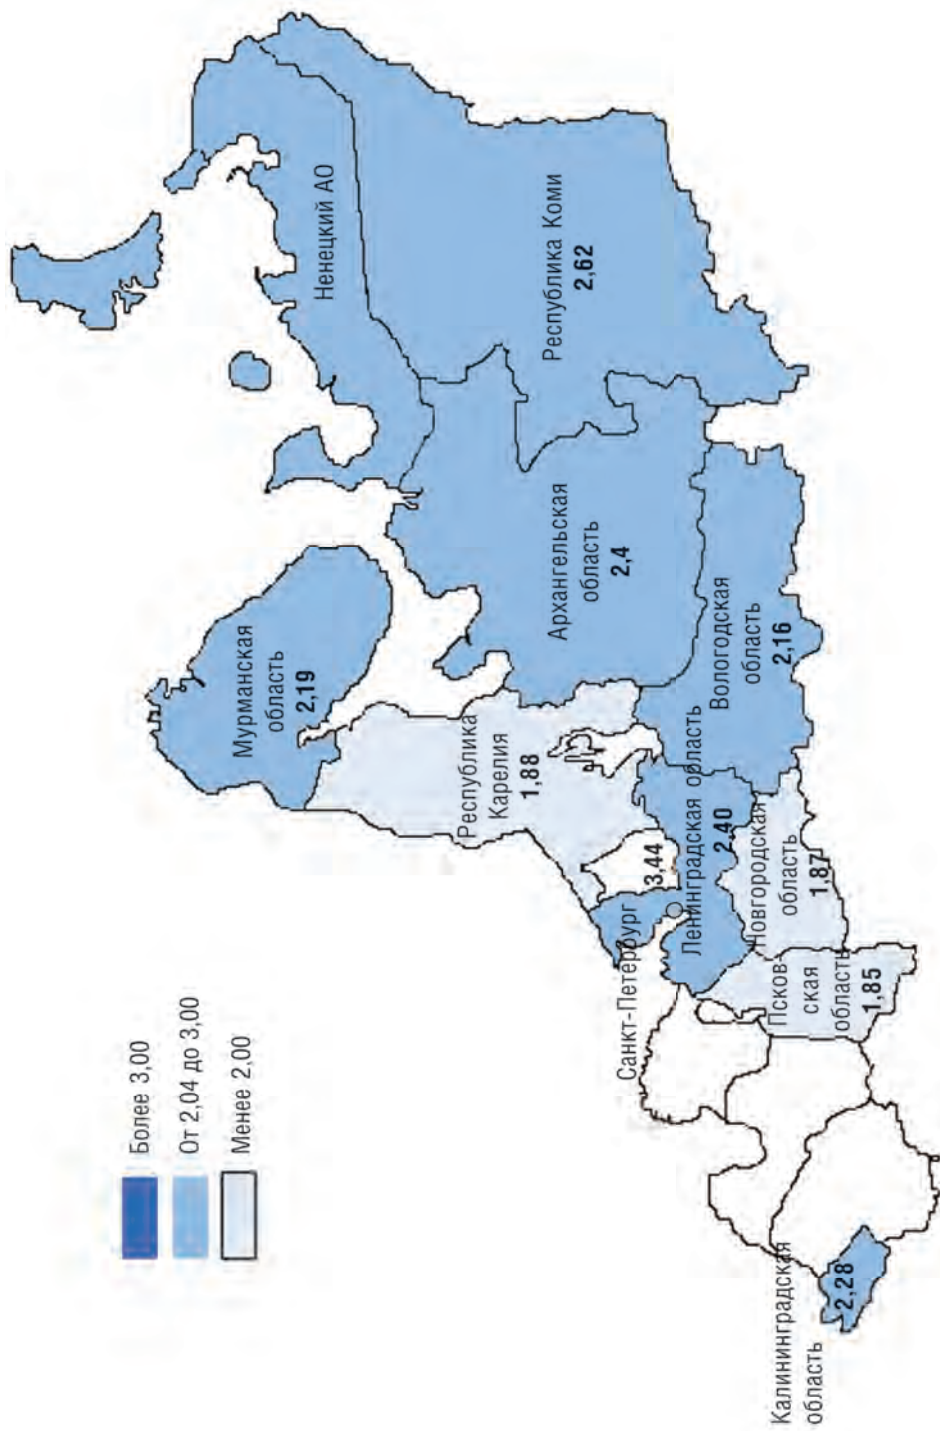 Более 3,00
От 2,04 до 3,00
Менее 2,00
Мурманская
область
2,19
Ненецкий АО
Республика
Карелия
1,88
Архангельская
область
2,4
Республика Коми
2,62
Санкт-Петербург
3,44
Ленинградская область
2,40
Вологодская
область
2,16
Новгородская
область
1,87
Псков-
ская
область
1,85
Калининградская
область
2,28